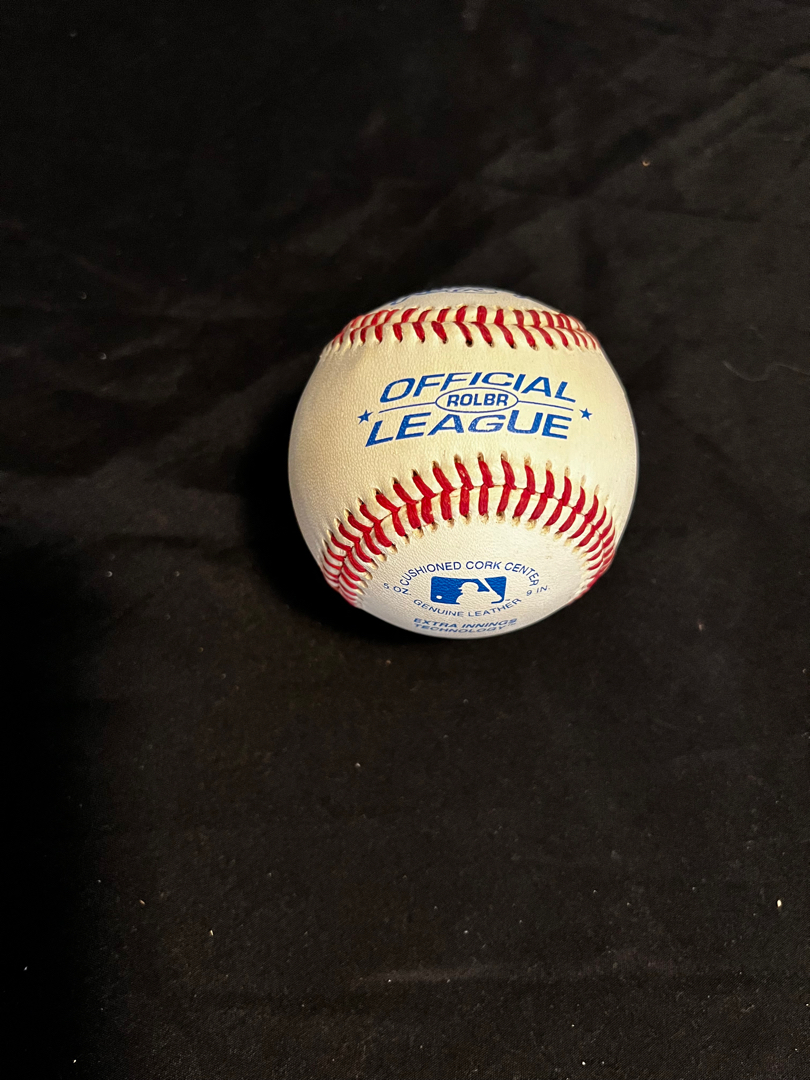 OFFICIAL
ROLBR
LEAGUE
CUSHIONED CORK CENTER
5 OZ. 9 IN.
GENUINE LEATHER
EXTRA INNINGS
TECHNOLOGY